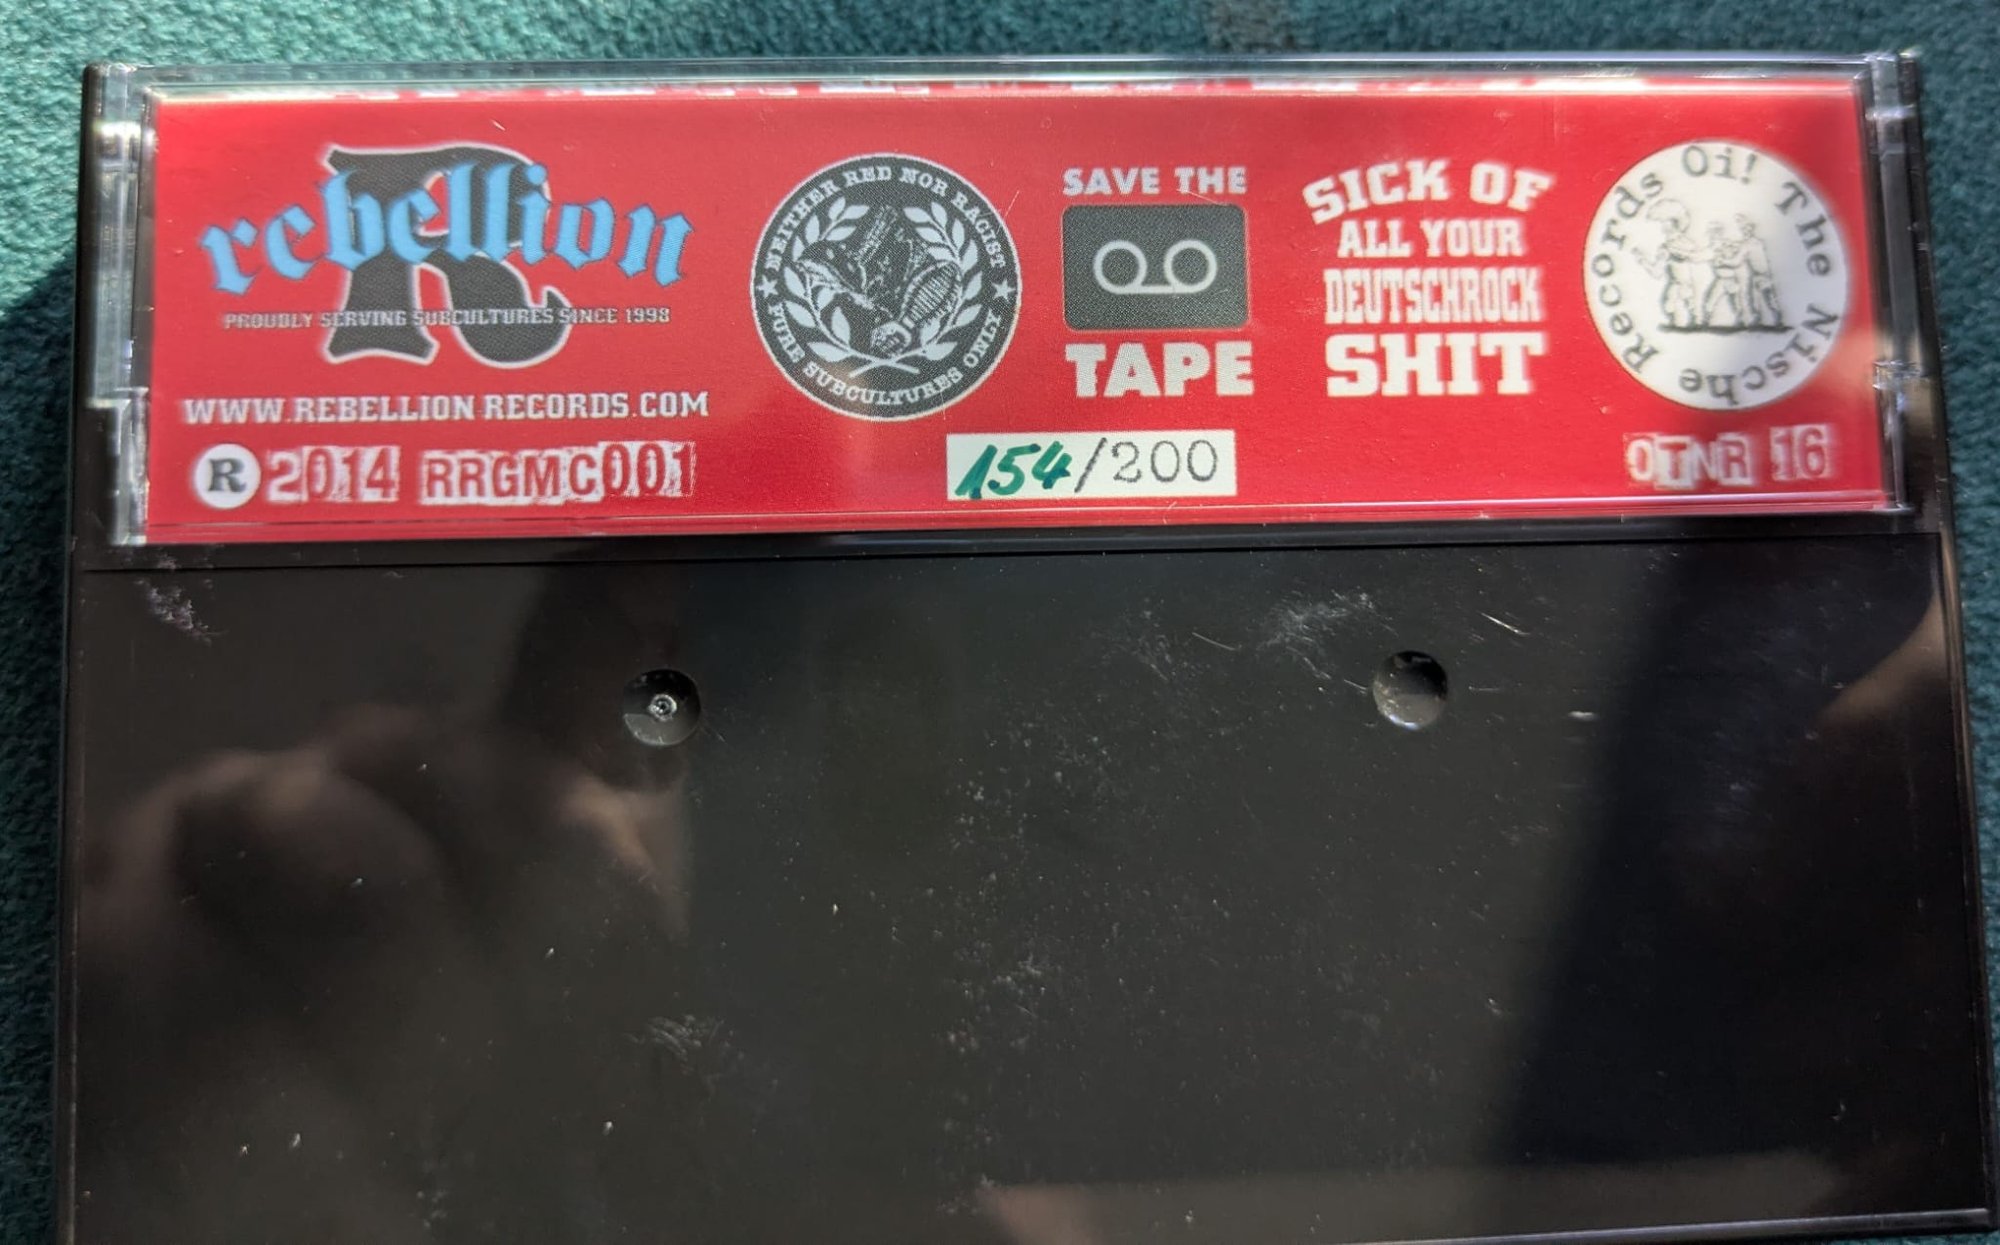 rebellion
PROUDLY SERVING SUBCULTURES SINCE 1998
WWW.REBELLION-RECORDS.COM
R 2014 RRGMC001
NEITHER RED NOR RACIST
PURE SUBCULTURES ONLY
SAVE THE
TAPE
154/200
SICK OF
ALL YOUR
DEUTSCHROCK
SHIT
Oi! The Nische Records
OTNR 16